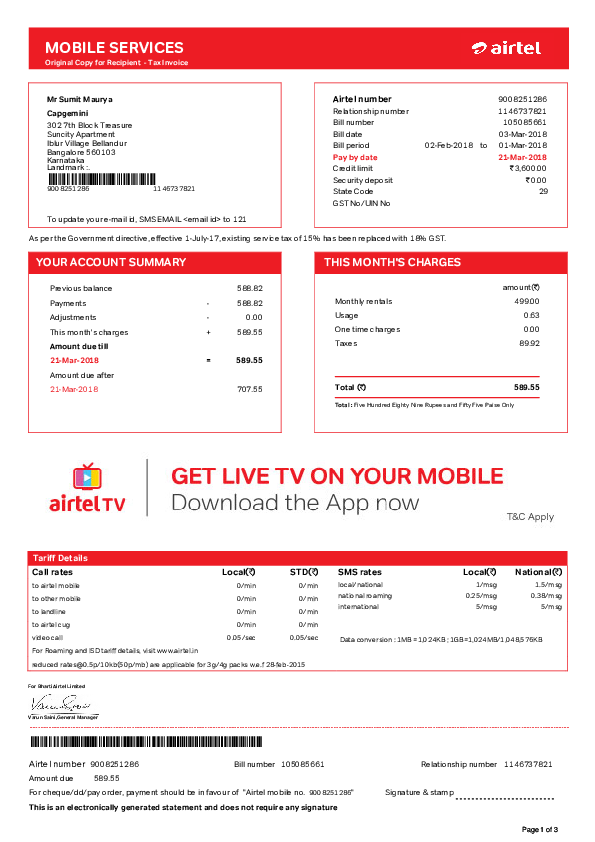 MOBILE SERVICES
Original Copy for Recipient - Tax Invoice
airtel
Mr Sumit Maurya
Capgemini
302 7th Block Treasure
Suncity Apartment
Iblur Village Bellandur
Bangalore 560103
Karnataka
Landmark :.
9008251286 1146737821
To update your e-mail id, SMS EMAIL <email id> to 121
Airtel number 9008251286
Relationship number 1146737821
Bill number 105085661
Bill date 03-Mar-2018
Bill period 02-Feb-2018 to 01-Mar-2018
Pay by date 21-Mar-2018
Credit limit ₹3,600.00
Security deposit ₹0.00
State Code 29
GST No/UIN No
As per the Government directive, effective 1-July-17, existing service tax of 15% has been replaced with 18% GST.
YOUR ACCOUNT SUMMARY
Previous balance 588.82
Payments - 588.82
Adjustments - 0.00
This month's charges + 589.55
Amount due till
21-Mar-2018 = 589.55
Amount due after
21-Mar-2018 707.55
THIS MONTH'S CHARGES
amount(₹)
Monthly rentals 499.00
Usage 0.63
One time charges 0.00
Taxes 89.92
Total (₹) 589.55
Total : Five Hundred Eighty Nine Rupees and Fifty Five Paise Only
airtel TV
GET LIVE TV ON YOUR MOBILE
Download the App now
T&C Apply
Tariff Details
Call rates Local(₹) STD(₹) SMS rates Local(₹) National(₹)
to airtel mobile 0/min 0/min local/national 1/msg 1.5/msg
to other mobile 0/min 0/min national roaming 0.25/msg 0.38/msg
to landline 0/min 0/min international 5/msg 5/msg
to airtel cug 0/min 0/min
video call 0.05/sec 0.05/sec Data conversion : 1MB = 1,024KB ; 1GB=1,024MB/1,048,576KB
For Roaming and ISD tariff details, visit www.airtel.in
reduced rates@0.5p/10kb(50p/mb) are applicable for 3g/4g packs w.e.f 28-feb-2015
For Bharti Airtel Limited
Varun Saini, General Manager
Airtel number 9008251286 Bill number 105085661 Relationship number 1146737821
Amount due 589.55
For cheque/dd/pay order, payment should be in favour of "Airtel mobile no. 9008251286" Signature & stamp
This is an electronically generated statement and does not require any signature
Page 1 of 3